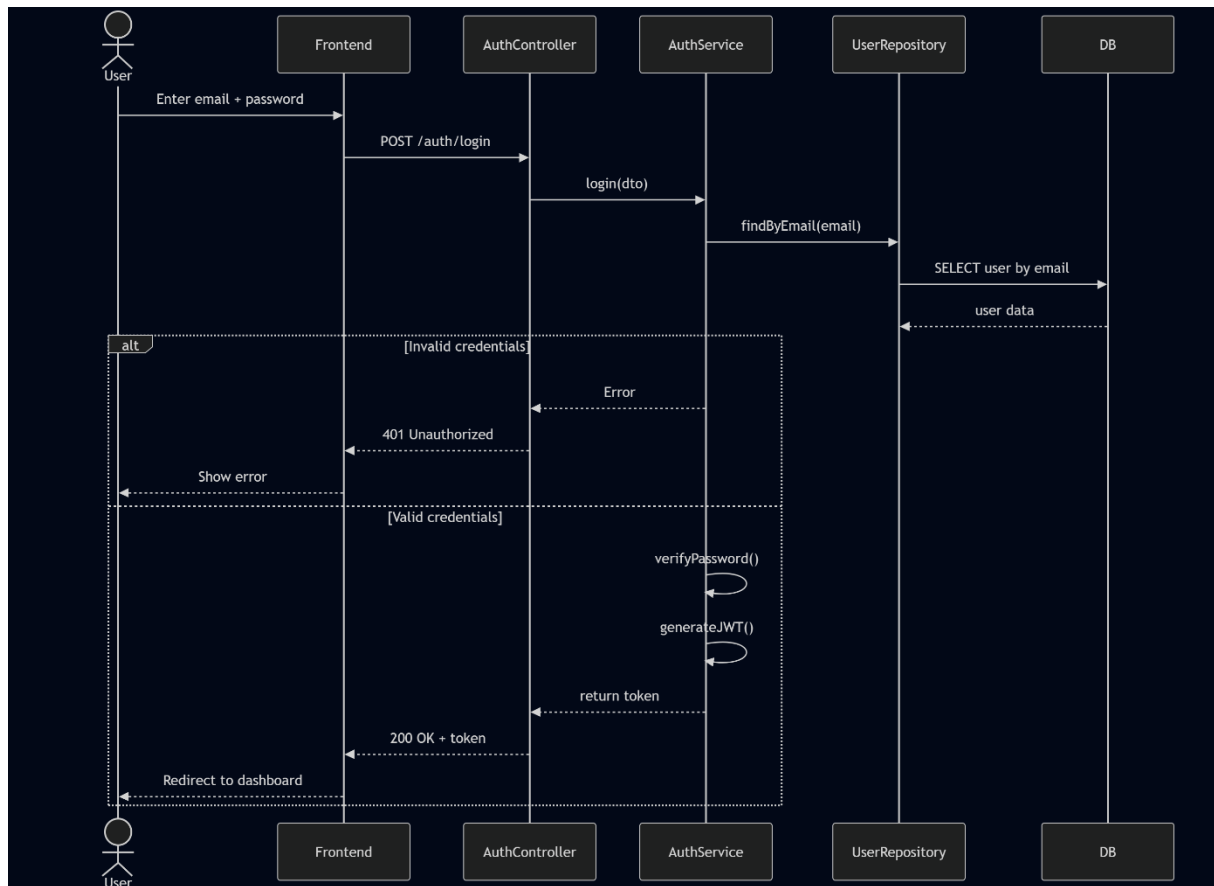 User
Frontend
AuthController
AuthService
UserRepository
DB
Enter email + password
POST /auth/login
login(dto)
findByEmail(email)
SELECT user by email
user data
alt
[Invalid credentials]
Error
401 Unauthorized
Show error
[Valid credentials]
verifyPassword()
generateJWT()
return token
200 OK + token
Redirect to dashboard
User
Frontend
AuthController
AuthService
UserRepository
DB